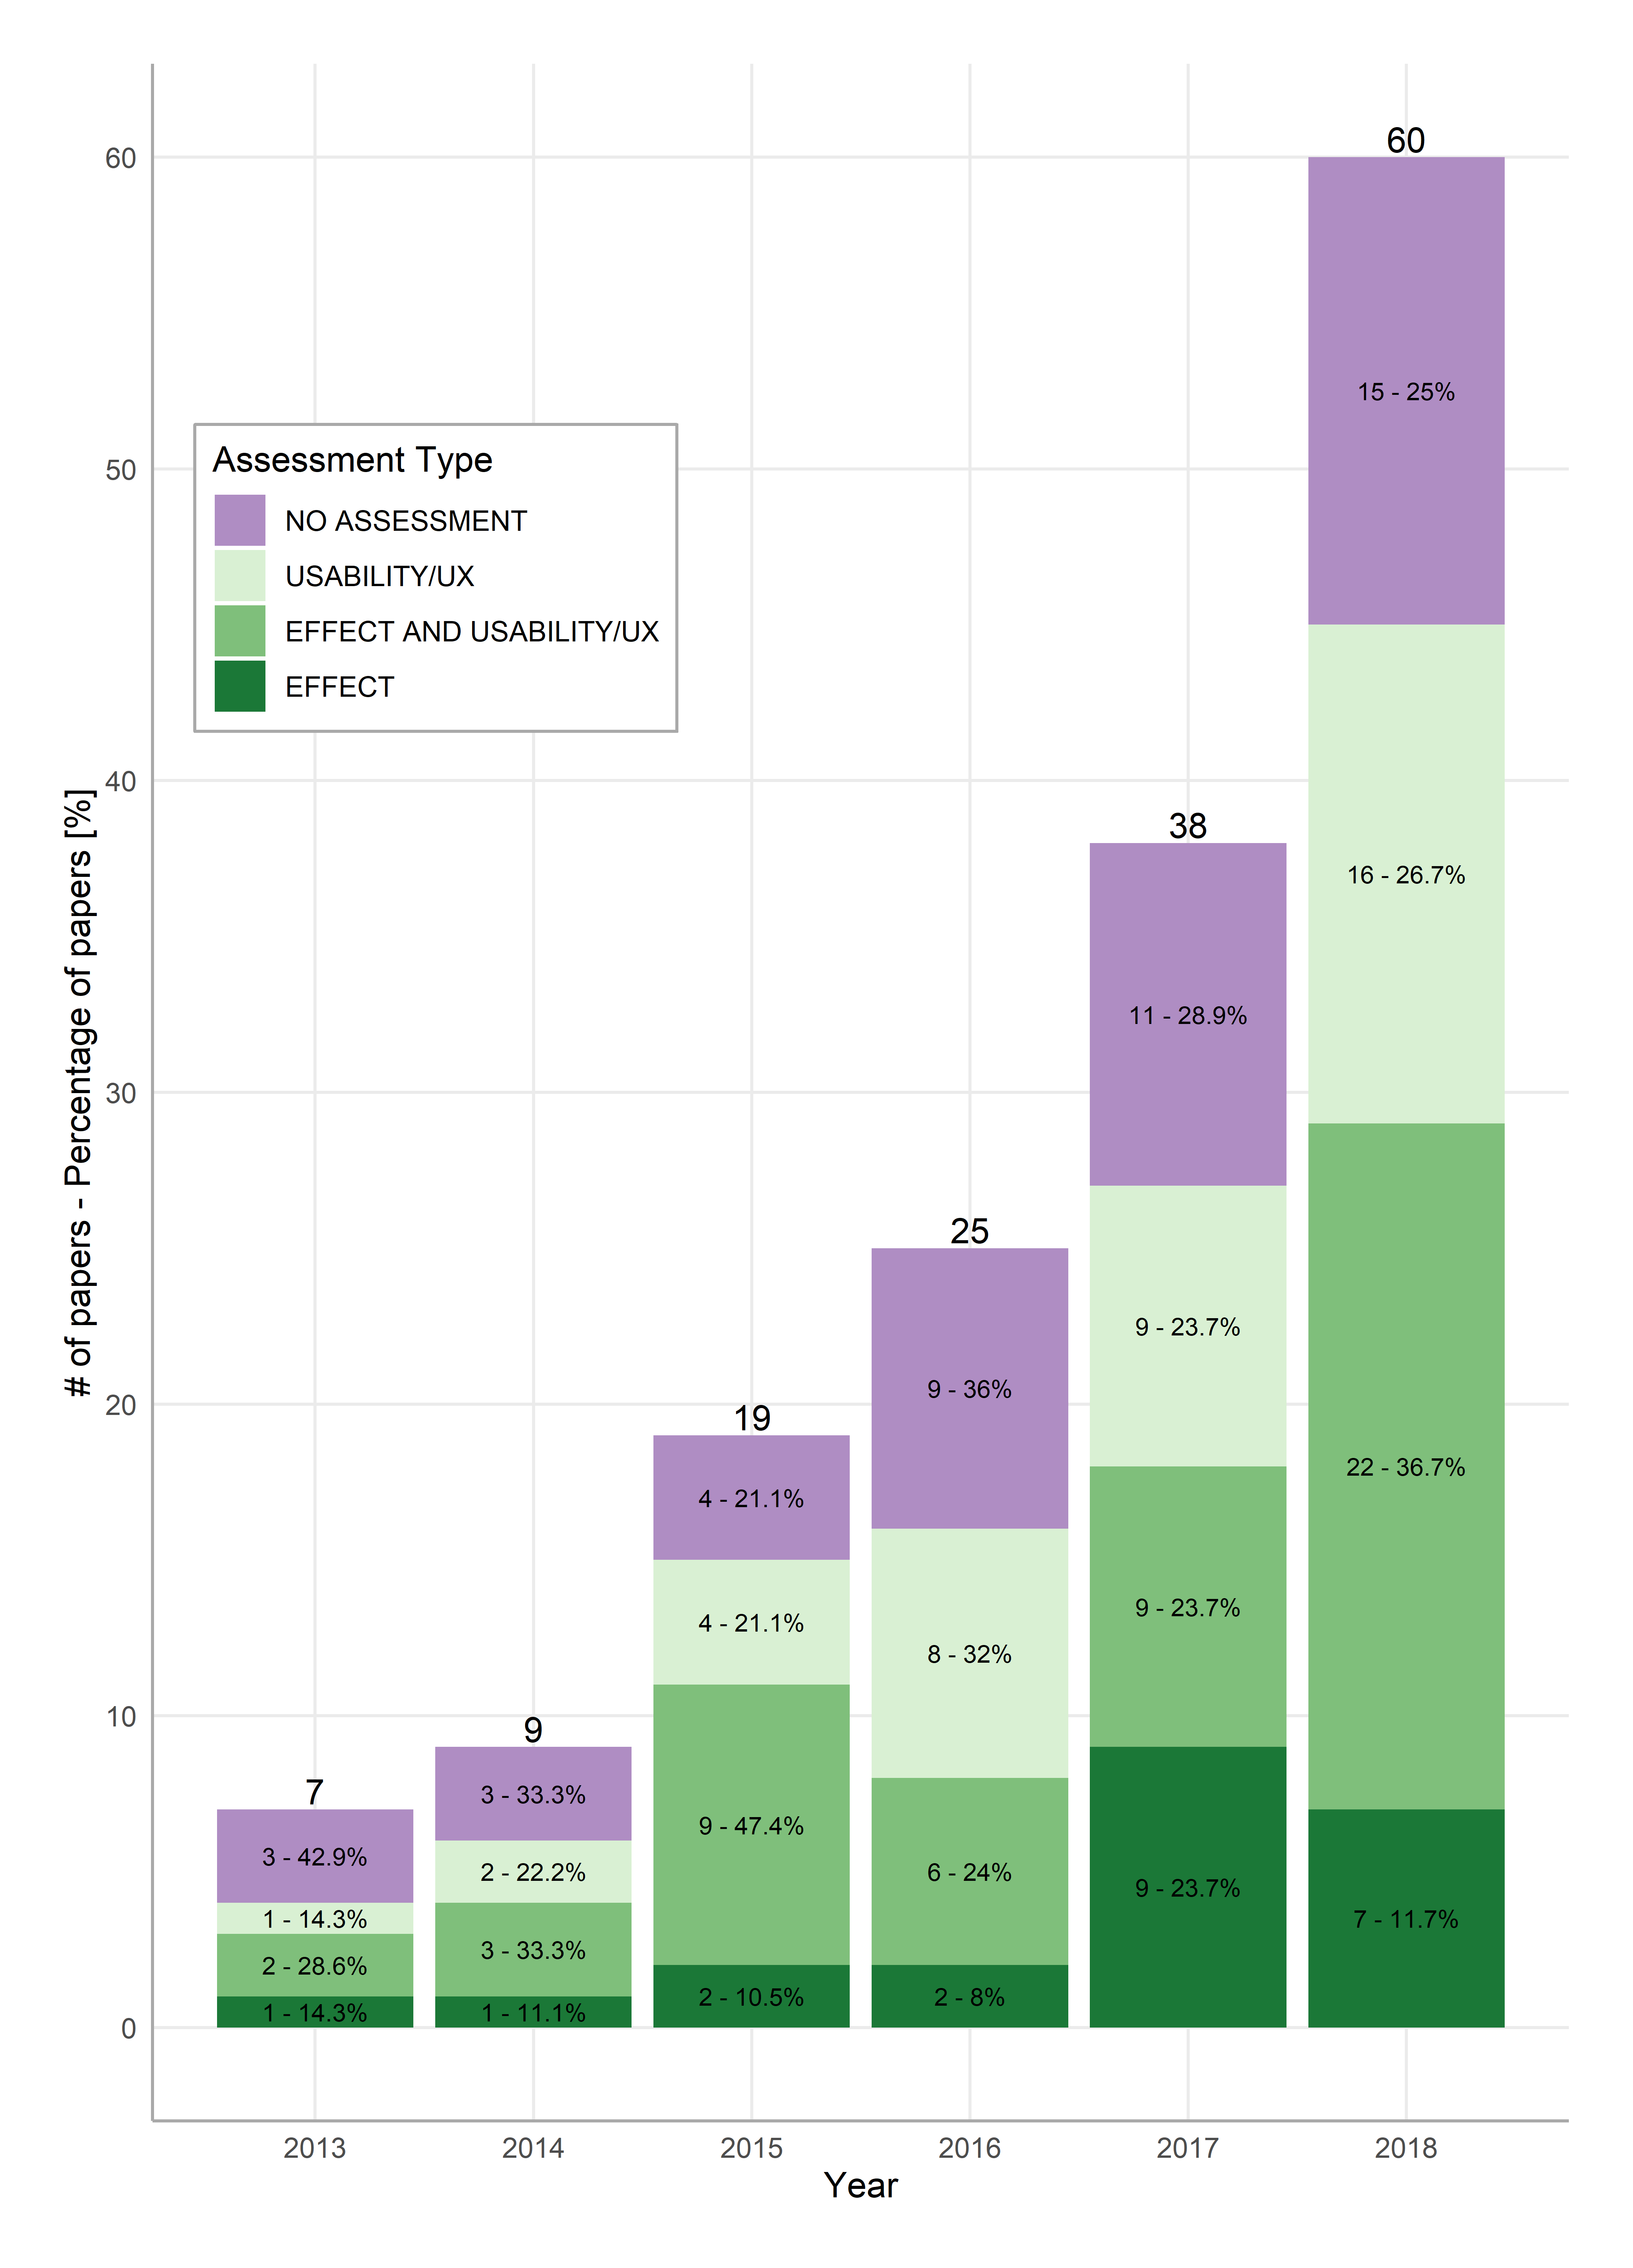 60
50
40
30
20
10
0
# of papers - Percentage of papers [%]
Assessment Type
NO ASSESSMENT
USABILITY/UX
EFFECT AND USABILITY/UX
EFFECT
7
3 - 42.9%
1 - 14.3%
2 - 28.6%
1 - 14.3%
9
3 - 33.3%
2 - 22.2%
3 - 33.3%
1 - 11.1%
19
4 - 21.1%
4 - 21.1%
9 - 47.4%
2 - 10.5%
25
9 - 36%
8 - 32%
6 - 24%
2 - 8%
38
11 - 28.9%
9 - 23.7%
9 - 23.7%
9 - 23.7%
60
15 - 25%
16 - 26.7%
22 - 36.7%
7 - 11.7%
2013
2014
2015
2016
2017
2018
Year